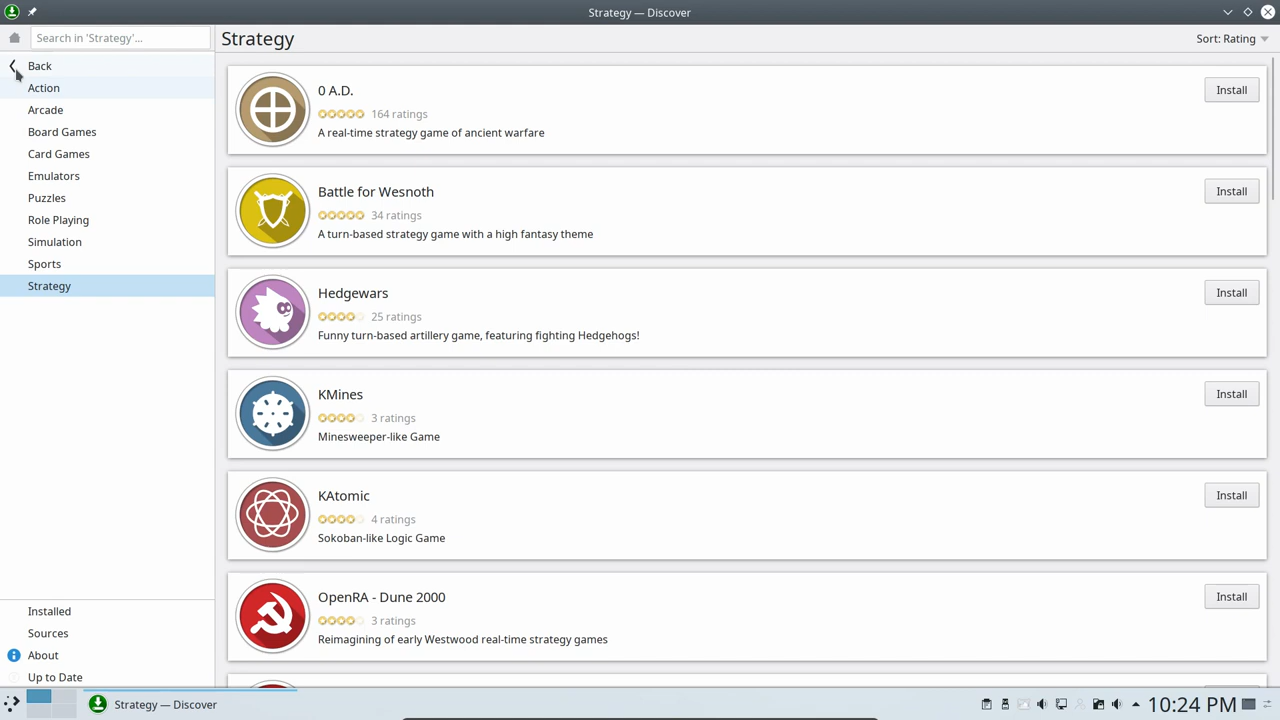 Strategy — Discover
Search in 'Strategy'...
Back
Action
Arcade
Board Games
Card Games
Emulators
Puzzles
Role Playing
Simulation
Sports
Strategy
Installed
Sources
About
Up to Date
Strategy
Sort: Rating
0 A.D.
164 ratings
A real-time strategy game of ancient warfare
Install
Battle for Wesnoth
34 ratings
A turn-based strategy game with a high fantasy theme
Install
Hedgewars
25 ratings
Funny turn-based artillery game, featuring fighting Hedgehogs!
Install
KMines
3 ratings
Minesweeper-like Game
Install
KAtomic
4 ratings
Sokoban-like Logic Game
Install
OpenRA - Dune 2000
3 ratings
Reimagining of early Westwood real-time strategy games
Install
Strategy — Discover
10:24 PM